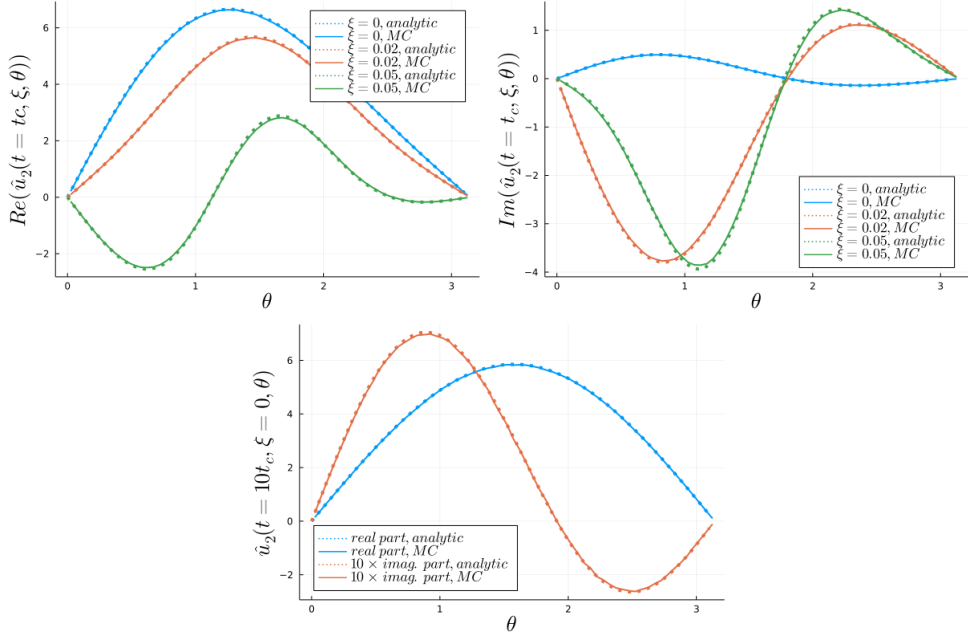 Re(û₂(t = tc, ξ, θ))
6
4
2
0
−2
0
1
2
3
θ
ξ = 0, analytic
ξ = 0, MC
ξ = 0.02, analytic
ξ = 0.02, MC
ξ = 0.05, analytic
ξ = 0.05, MC
Im(û₂(t = t_c, ξ, θ))
1
0
−1
−2
−3
−4
0
1
2
3
θ
ξ = 0, analytic
ξ = 0, MC
ξ = 0.02, analytic
ξ = 0.02, MC
ξ = 0.05, analytic
ξ = 0.05, MC
û₂(t = 10t_c, ξ = 0, θ)
6
4
2
0
−2
0
1
2
3
θ
real part, analytic
real part, MC
10 × imag. part, analytic
10 × imag. part, MC